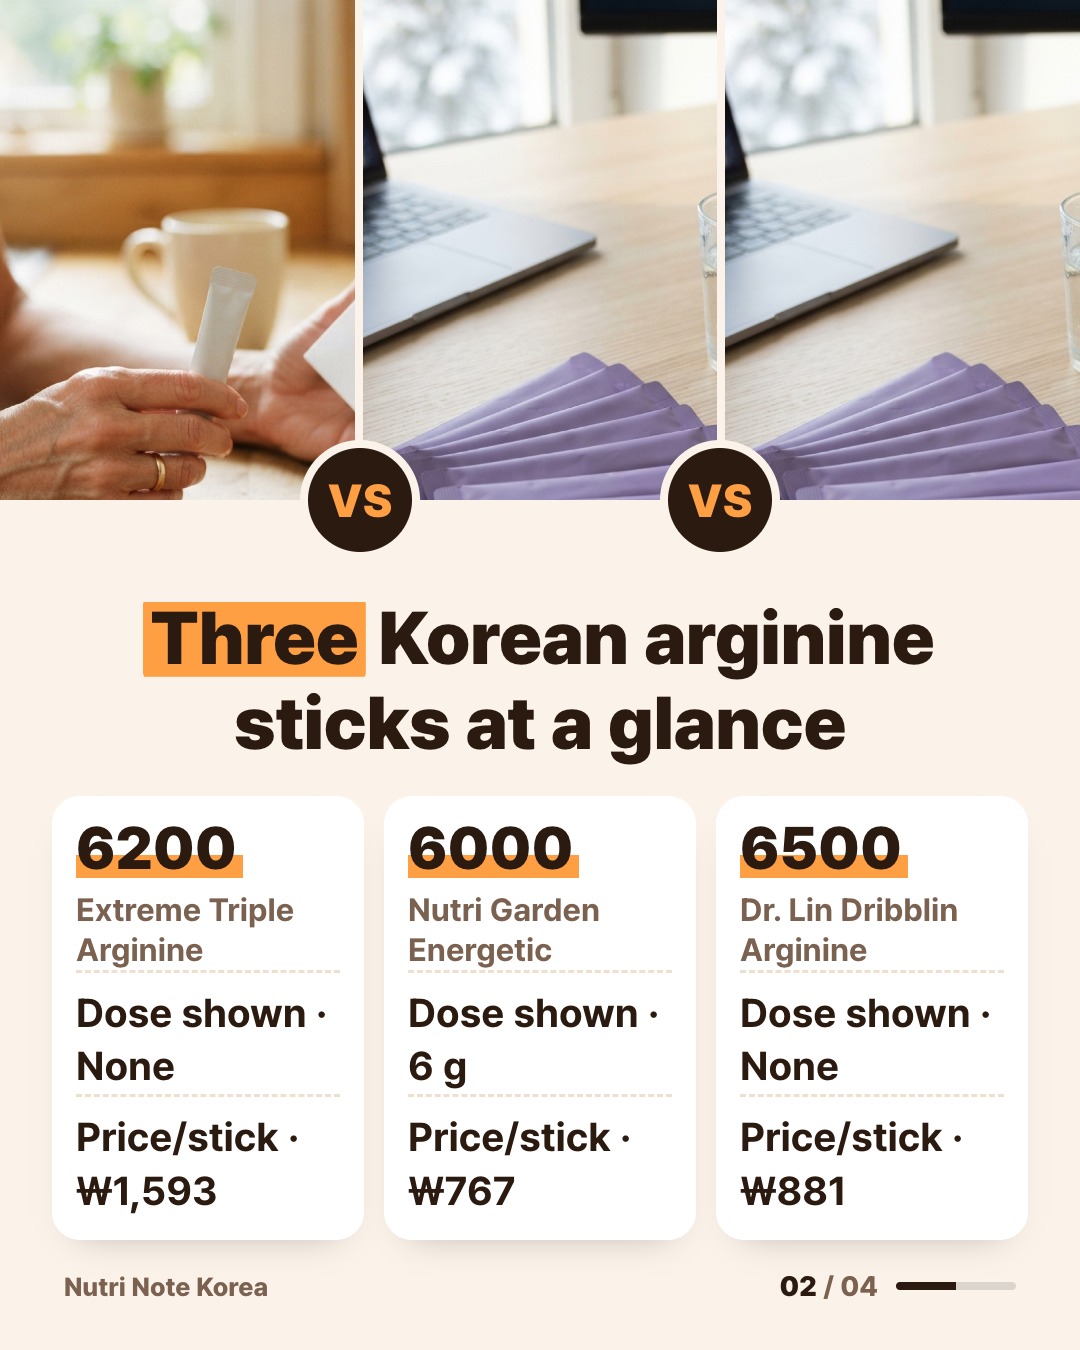 VS
VS
Three Korean arginine
sticks at a glance
6200
Extreme Triple
Arginine
Dose shown ·
None
Price/stick ·
₩1,593
6000
Nutri Garden
Energetic
Dose shown ·
6 g
Price/stick ·
₩767
6500
Dr. Lin Dribblin
Arginine
Dose shown ·
None
Price/stick ·
₩881
Nutri Note Korea
02 / 04